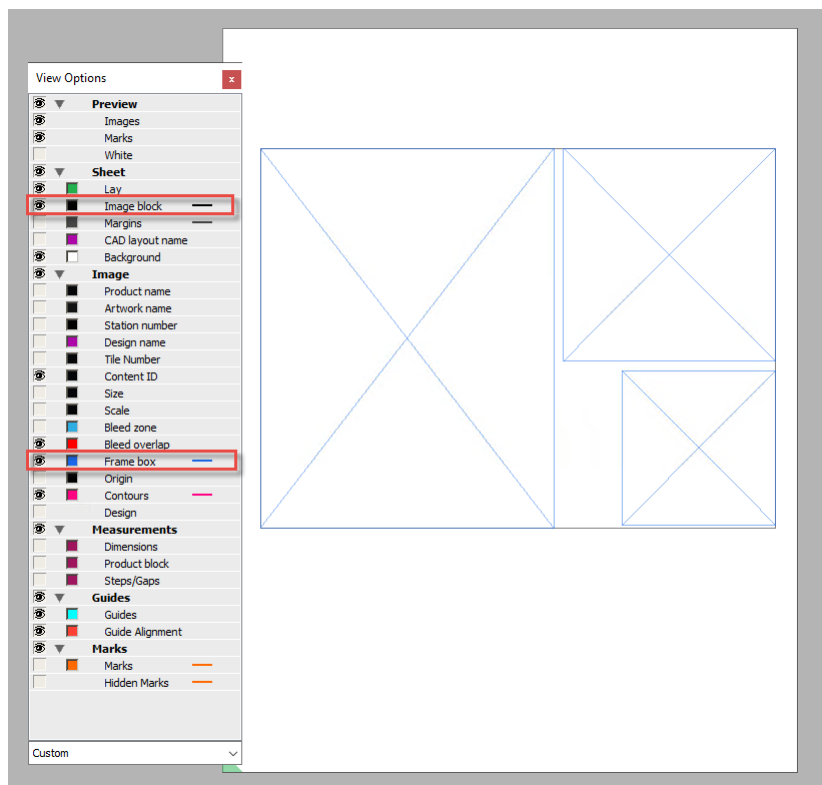 View Options
x
Preview
Images
Marks
White
Sheet
Lay
Image block
Margins
CAD layout name
Background
Image
Product name
Artwork name
Station number
Design name
Tile Number
Content ID
Size
Scale
Bleed zone
Bleed overlap
Frame box
Origin
Contours
Design
Measurements
Dimensions
Product block
Steps/Gaps
Guides
Guides
Guide Alignment
Marks
Marks
Hidden Marks
Custom